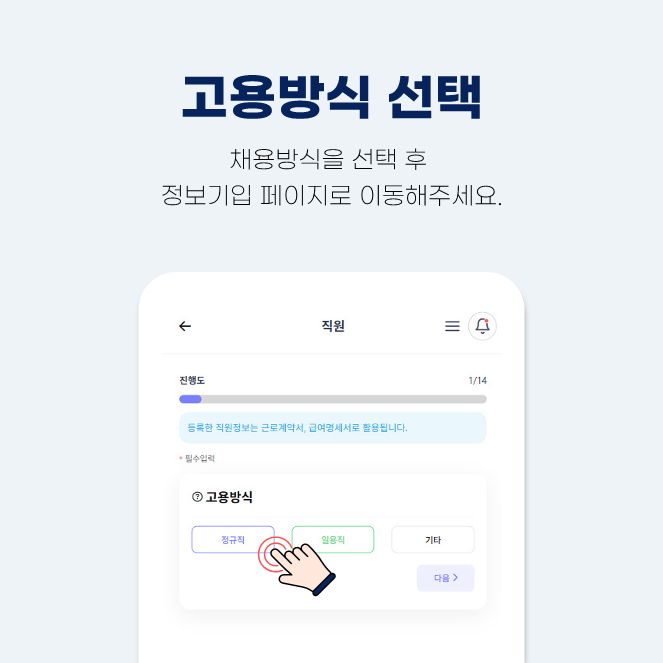 고용방식 선택
채용방식을 선택 후
정보기입 페이지로 이동해주세요.
직원
진행도 1/14
등록한 직원정보는 근로계약서, 급여명세서로 활용됩니다.
* 필수입력
? 고용방식
정규직 일용직 기타
다음 >